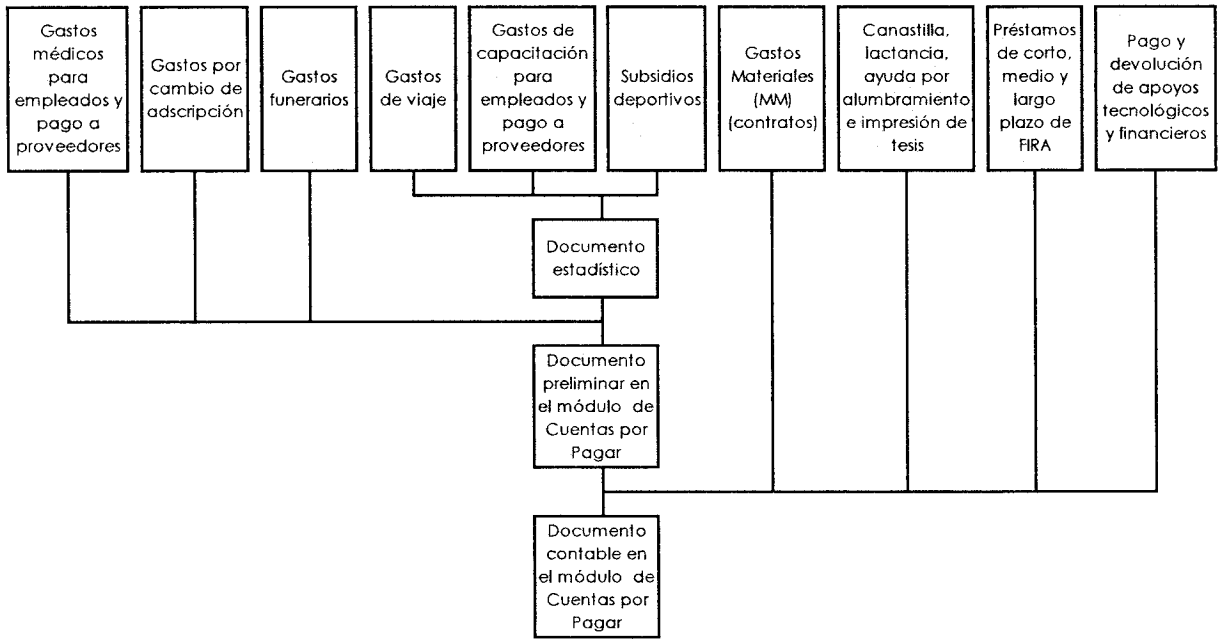 Gastos
médicos
para
empleados y
pago a
proveedores
Gastos por
cambio de
adscripción
Gastos
funerarios
Gastos
de viaje
Gastos de
capacitación
para
empleados y
pago a
proveedores
Subsidios
deportivos
Gastos
Materiales
(MM)
(contratos)
Canastilla,
lactancia,
ayuda por
alumbramiento
e impresión de
tesis
Préstamos
de corto,
medio y
largo
plazo de
FIRA
Pago y
devolución
de apoyos
tecnológicos
y financieros
Documento
estadístico
Documento
preliminar en
el módulo de
Cuentas por
Pagar
Documento
contable en
el módulo de
Cuentas por
Pagar